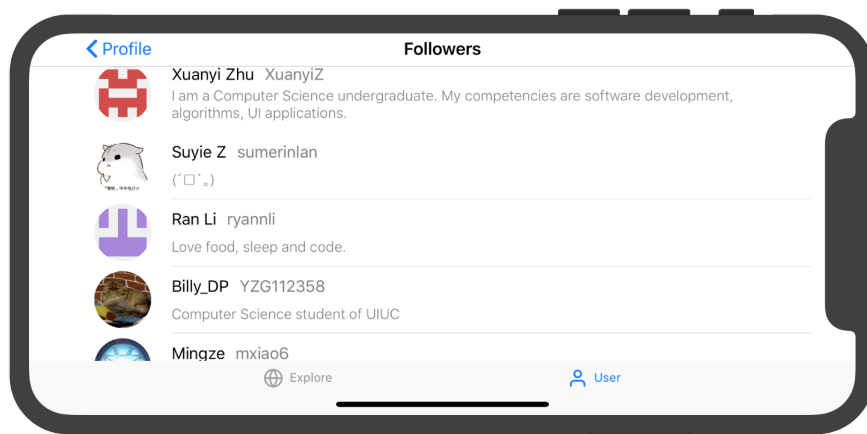 Profile
Followers
Xuanyi Zhu XuanyiZ
I am a Computer Science undergraduate. My competencies are software development,
algorithms, UI applications.
Suyie Z sumerinlan
(´□`。)
Ran Li ryannli
Love food, sleep and code.
Billy_DP YZG112358
Computer Science student of UIUC
Mingze mxiao6
Explore
User